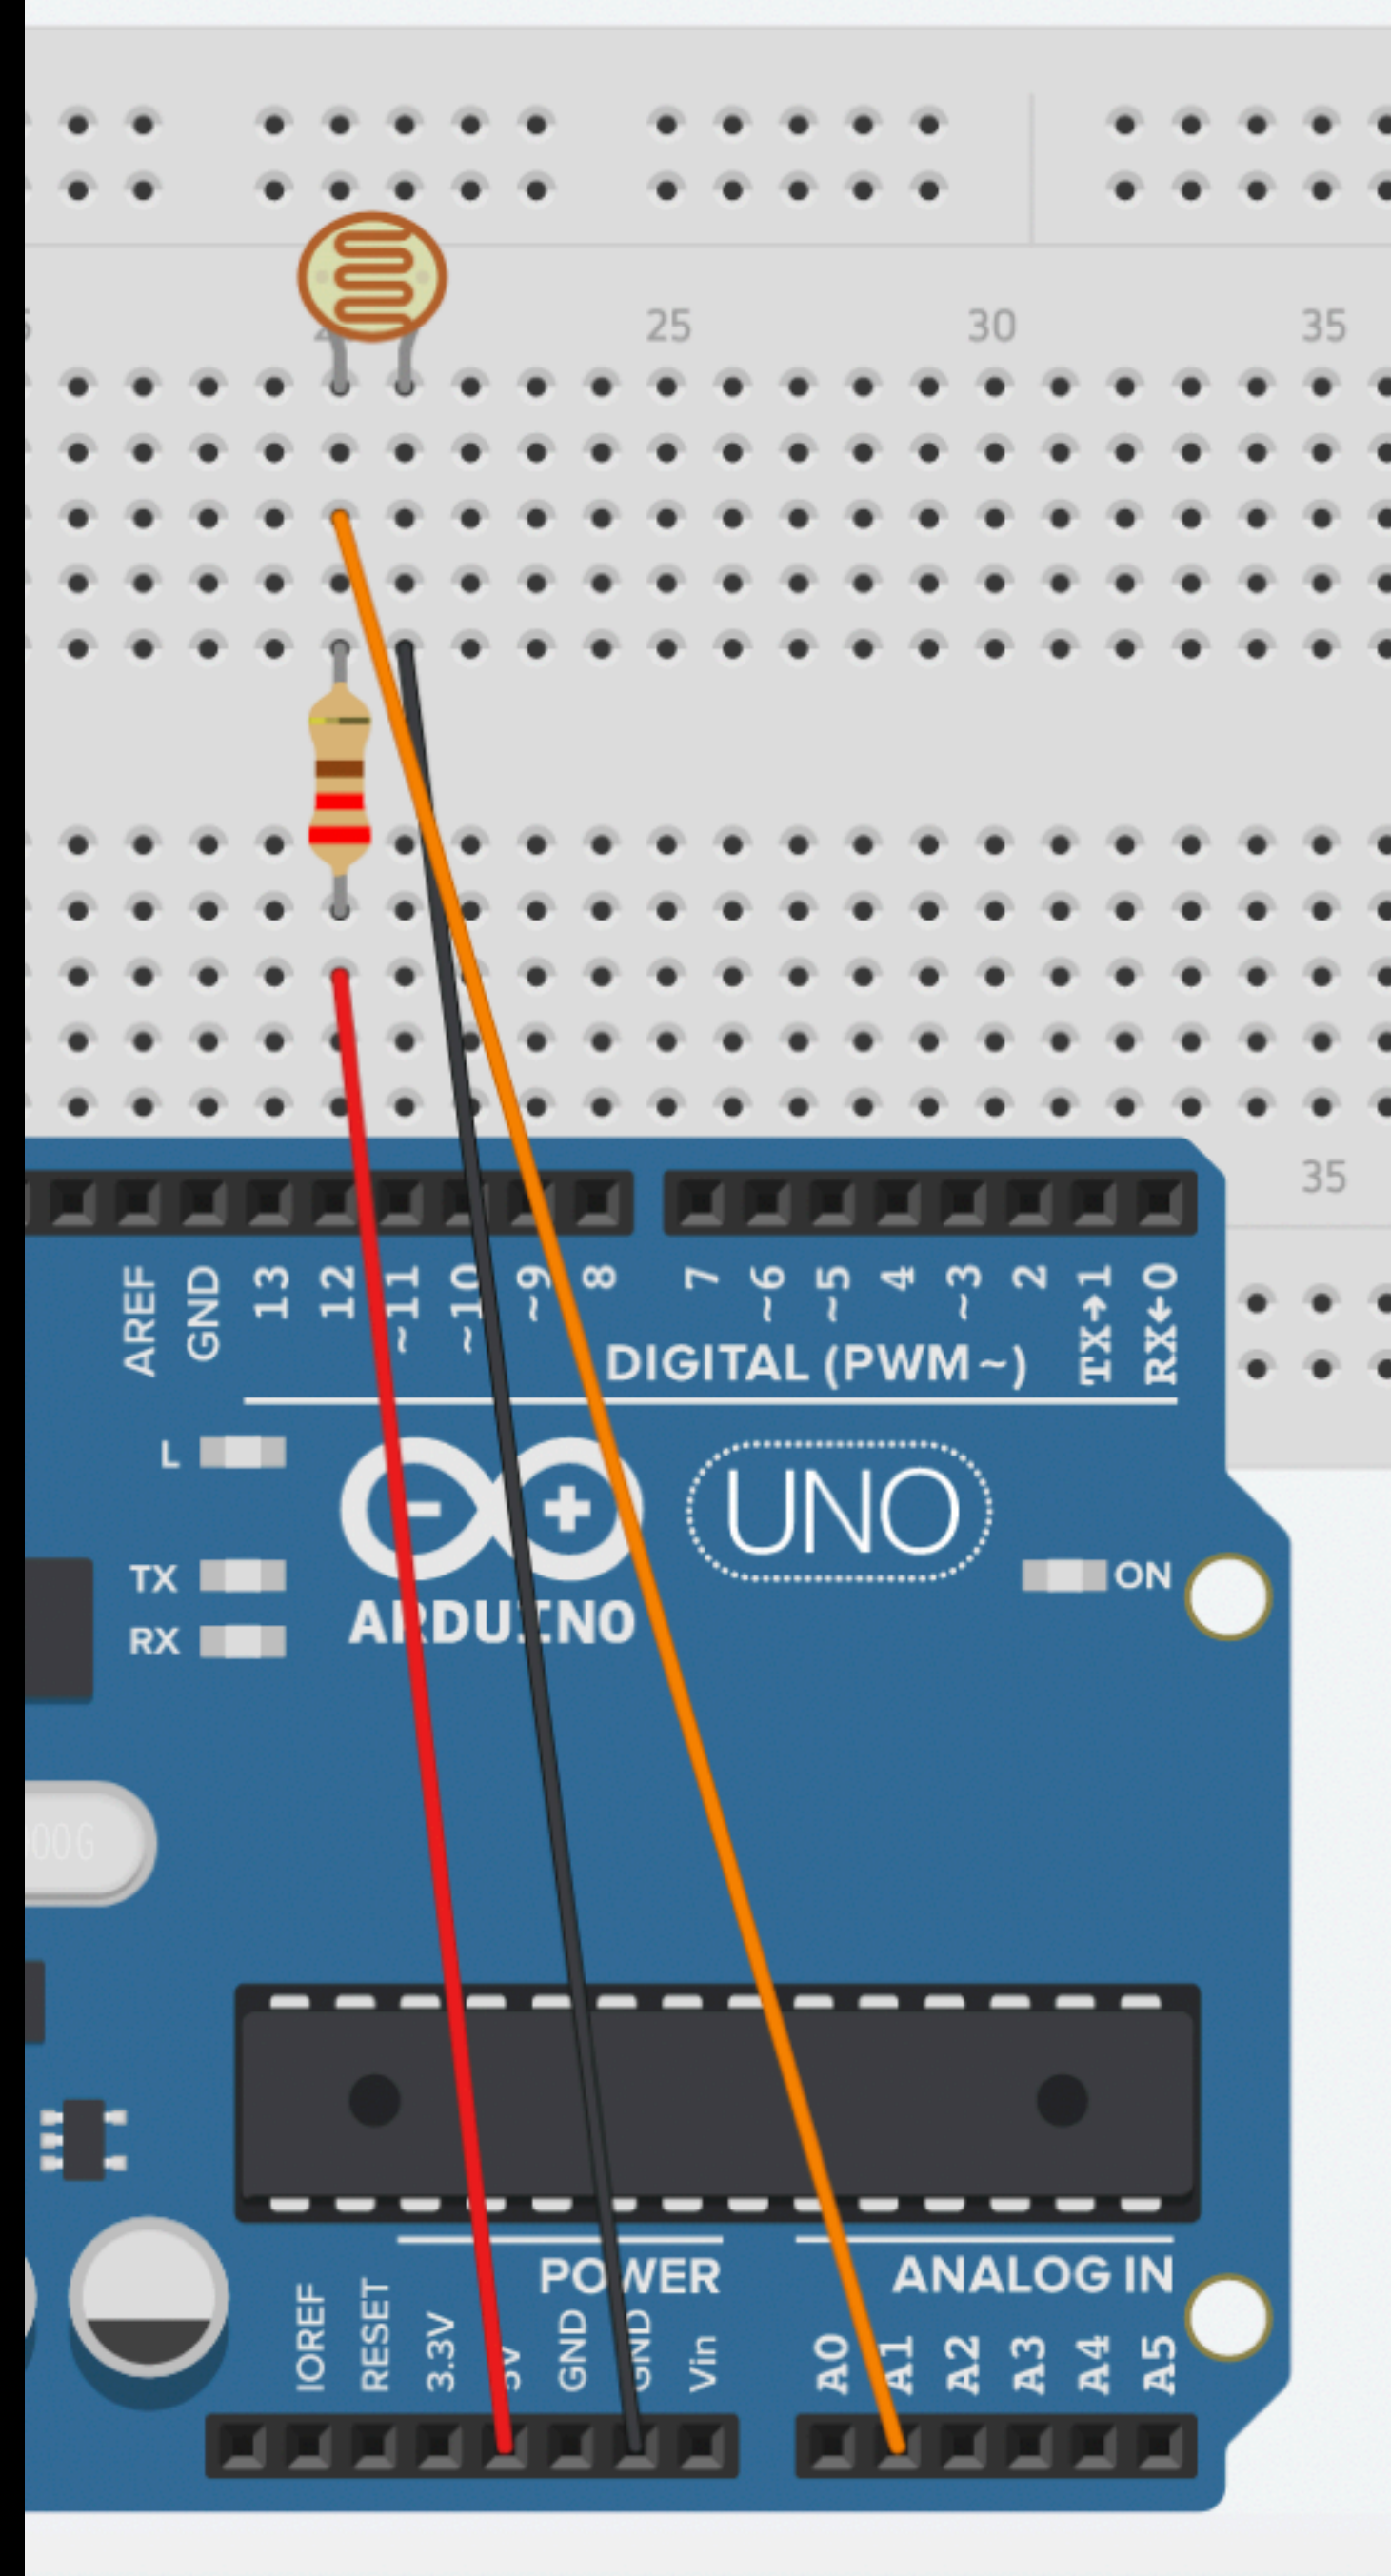 25 30 35
35
AREF GND 13 12 ~11 ~10 ~9 8 7 ~6 ~5 4 ~3 2 TX→1 RX←0
DIGITAL (PWM~)
L
UNO
TX ON
ARDUINO
RX
00G
POWER ANALOG IN
IOREF RESET 3.3V 5V GND GND Vin A0 A1 A2 A3 A4 A5